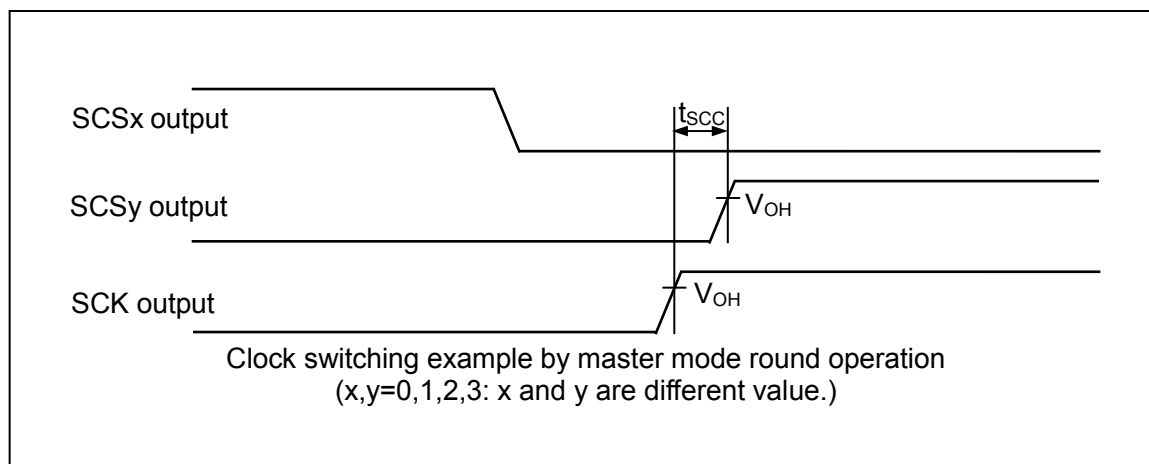 SCSx output
tSCC
SCSy output
VOH
SCK output
VOH
Clock switching example by master mode round operation
(x,y=0,1,2,3: x and y are different value.)